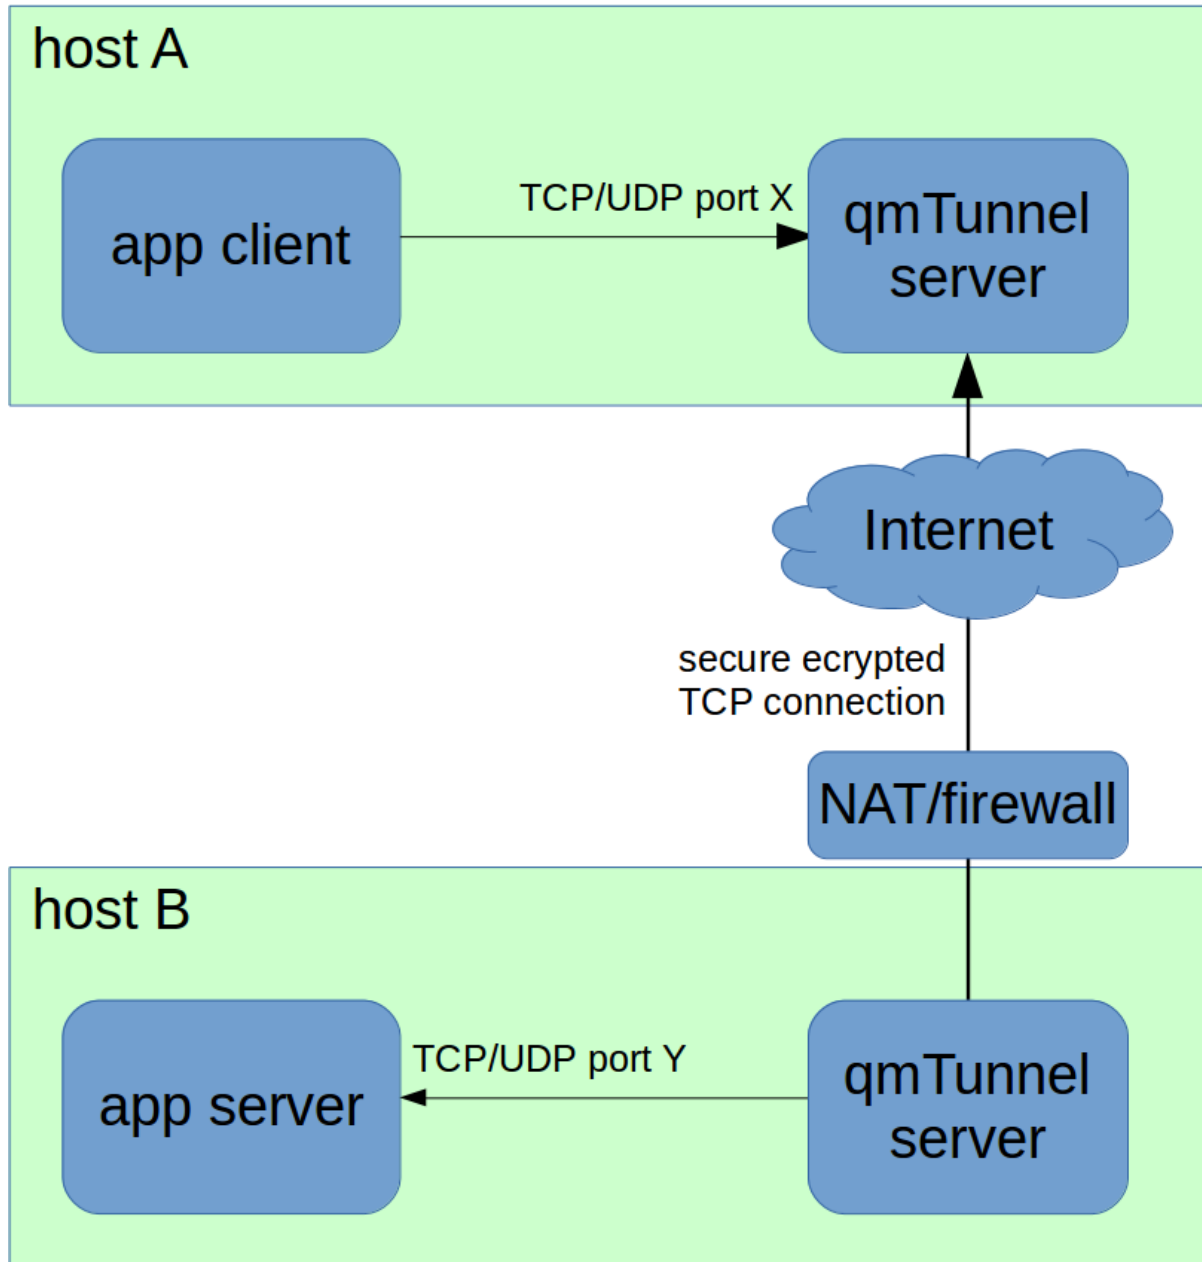 host A
app client
TCP/UDP port X
qmTunnel
server
Internet
secure ecrypted
TCP connection
NAT/firewall
host B
app server
TCP/UDP port Y
qmTunnel
server